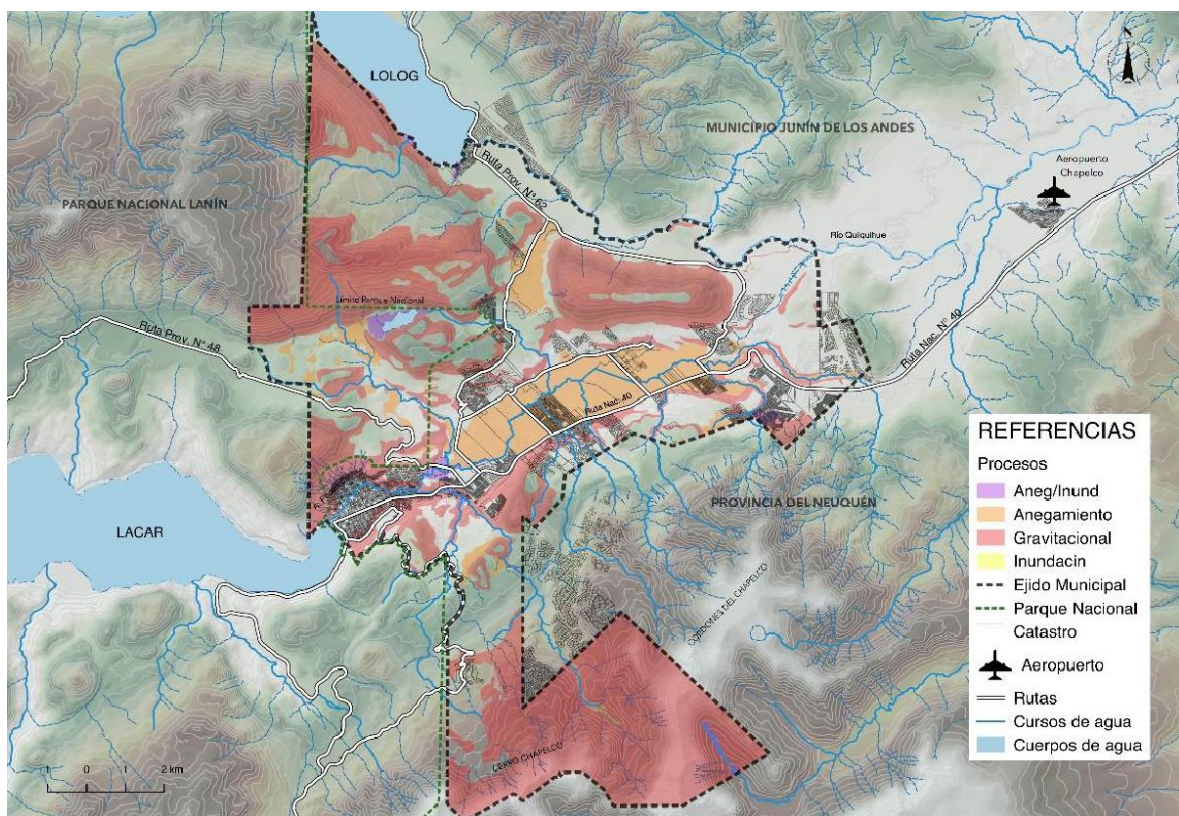 LOLOG
MUNICIPIO JUNÍN DE LOS ANDES
Aeropuerto
Chapelco
Ruta Prov. N° 62
PARQUE NACIONAL LANÍN
Río Quiquihue
Límite Parque Nacional
Ruta Prov. N° 48
Ruta Nac. N° 40
Ruta Nac. 40
LACAR
PROVINCIA DEL NEUQUÉN
CORDONES DEL CHAPELCO
CERRO CHAPELCO
1 0 1 2 km
REFERENCIAS
Procesos
Aneg/Inund
Anegamiento
Gravitacional
Inundacin
Ejido Municipal
Parque Nacional
Catastro
Aeropuerto
Rutas
Cursos de agua
Cuerpos de agua